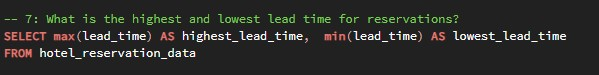 -- 7: What is the highest and lowest lead time for reservations?
SELECT max(lead_time) AS highest_lead_time,  min(lead_time) AS lowest_lead_time
FROM hotel_reservation_data